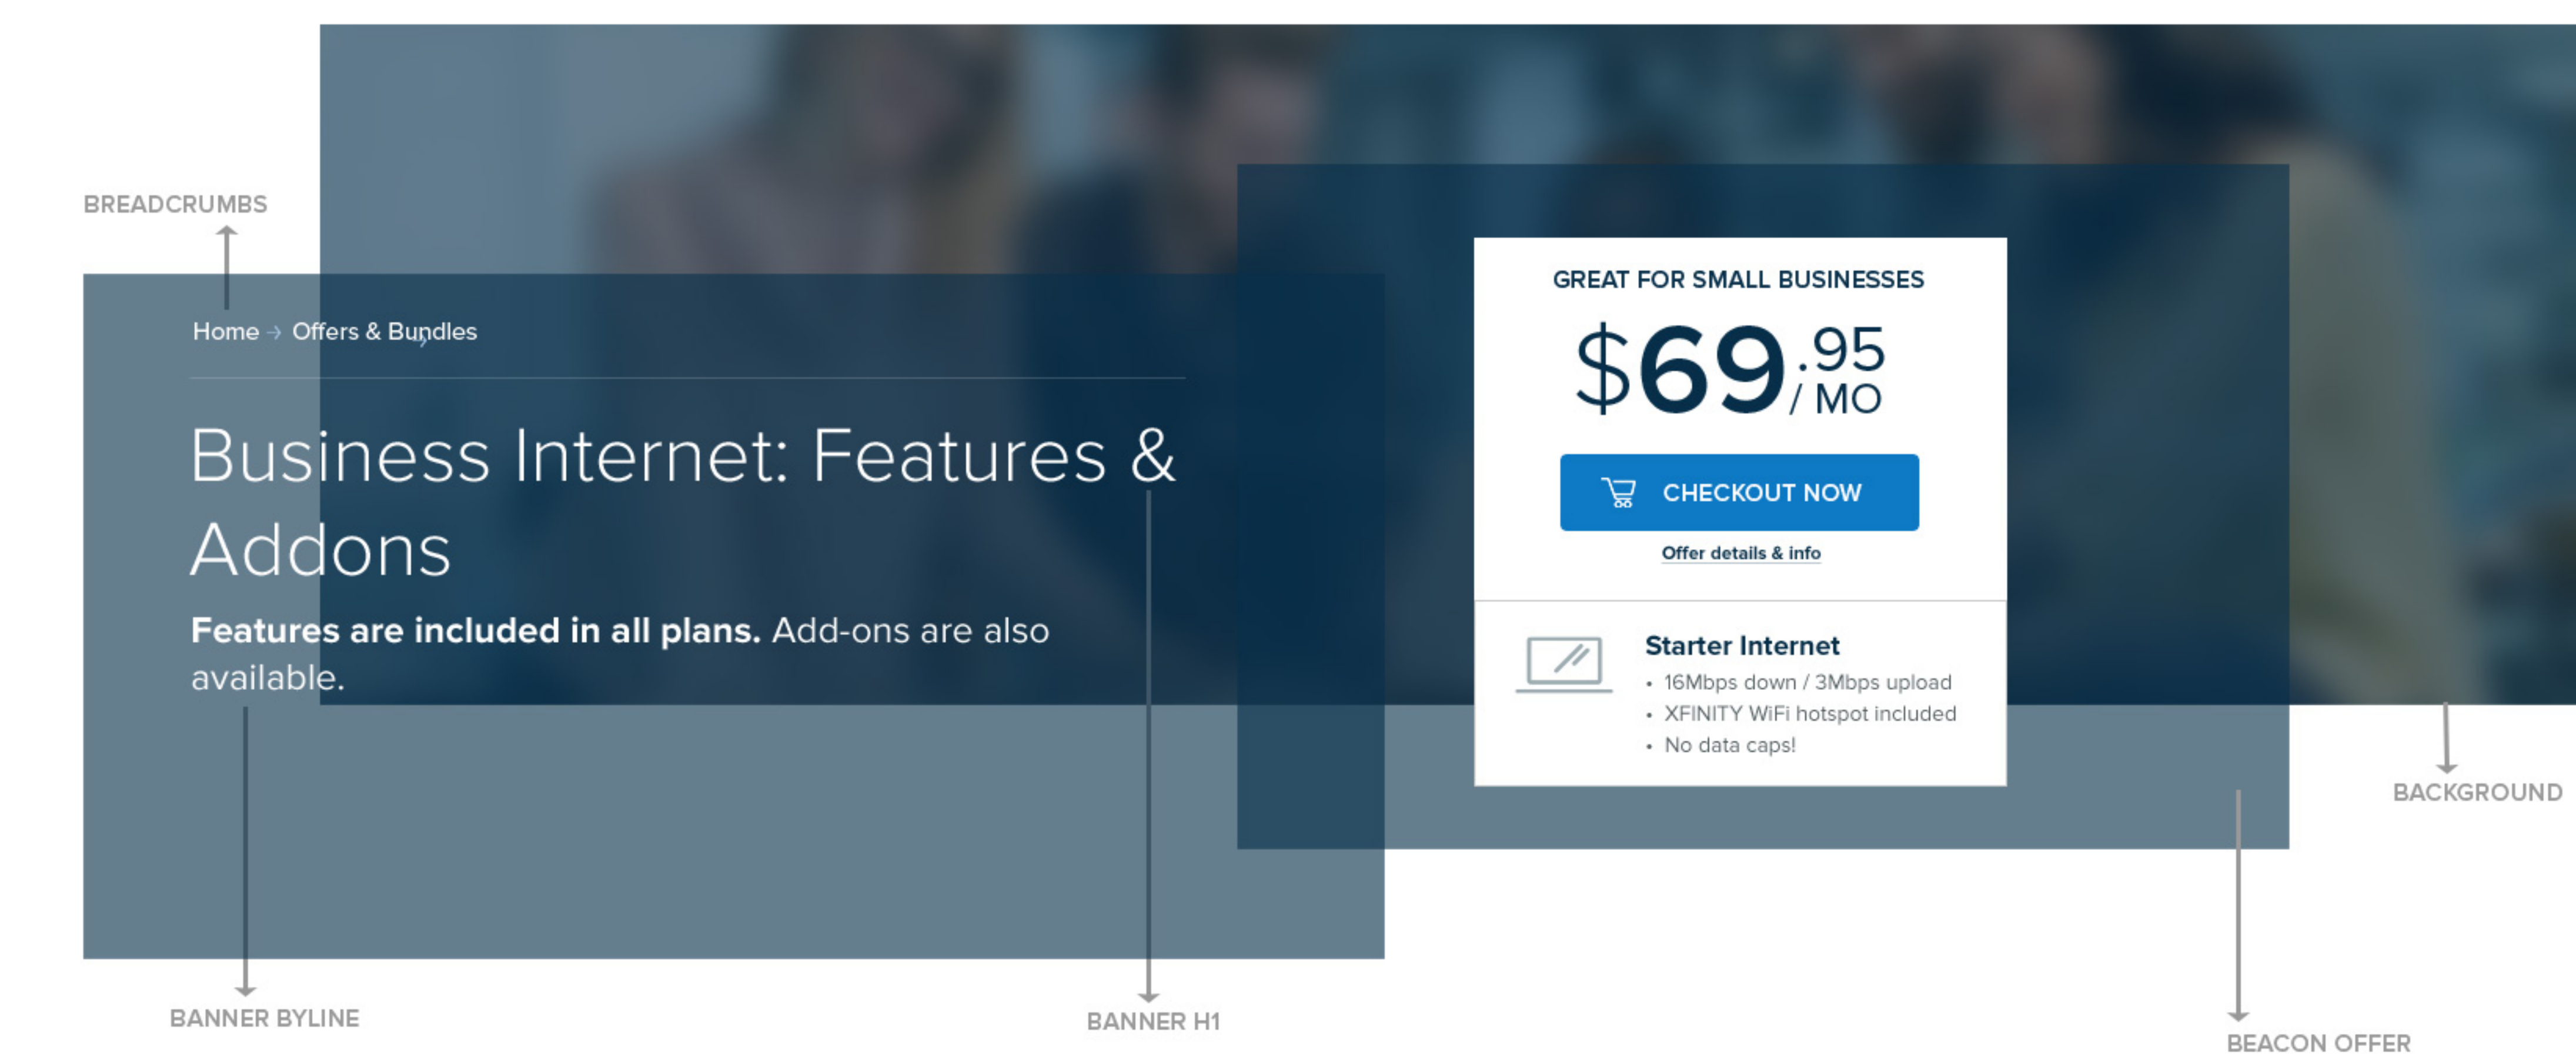 BREADCRUMBS
Home → Offers & Bundles
Business Internet: Features &
Addons
Features are included in all plans. Add-ons are also
available.
GREAT FOR SMALL BUSINESSES
$69.95
/ MO
CHECKOUT NOW
Offer details & info
Starter Internet
• 16Mbps down / 3Mbps upload
• XFINITY WiFi hotspot included
• No data caps!
BACKGROUND
BANNER BYLINE
BANNER H1
BEACON OFFER